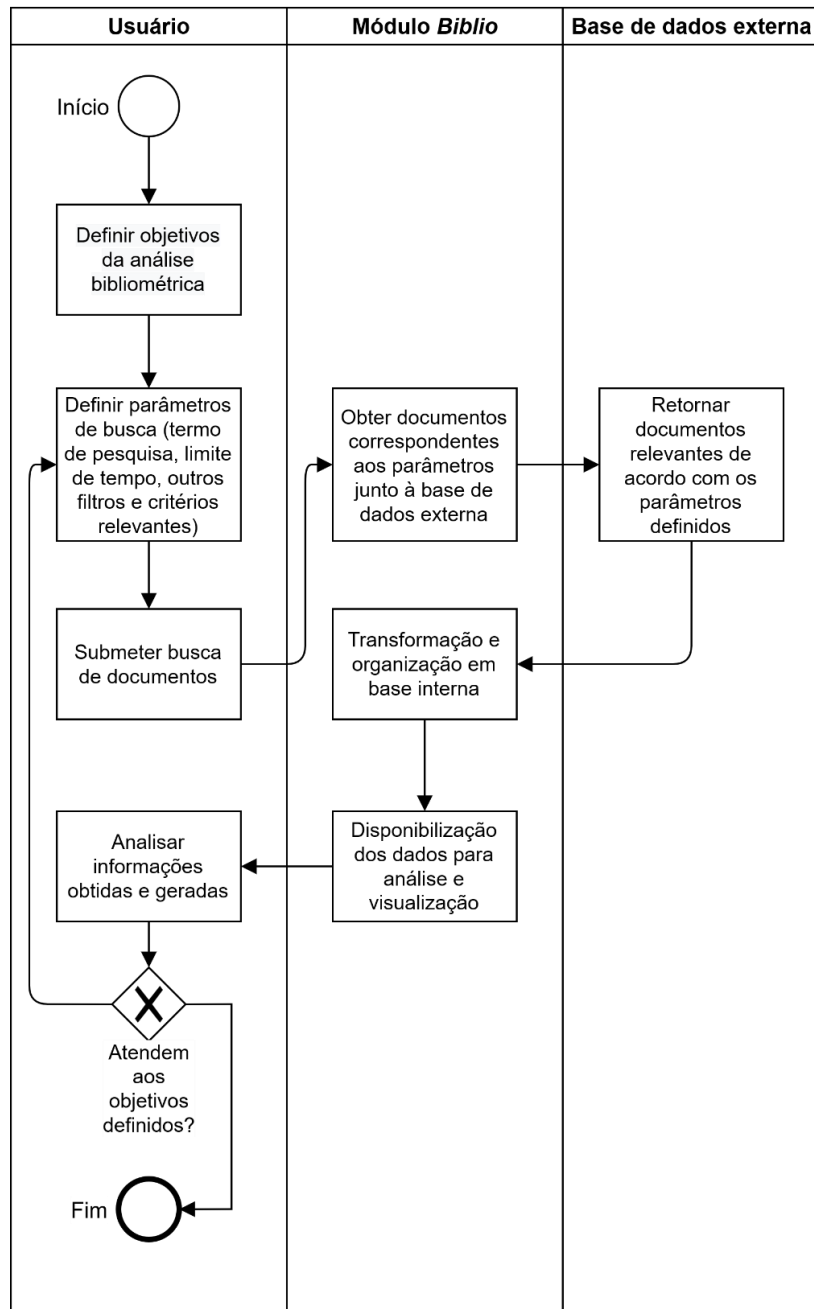 Usuário
Módulo Biblio
Base de dados externa
Início
Definir objetivos
da análise
bibliométrica
Definir parâmetros
de busca (termo
de pesquisa, limite
de tempo, outros
filtros e critérios
relevantes)
Obter documentos
correspondentes
aos parâmetros
junto à base de
dados externa
Retornar
documentos
relevantes de
acordo com os
parâmetros
definidos
Submeter busca
de documentos
Transformação e
organização em
base interna
Disponibilização
dos dados para
análise e
visualização
Analisar
informações
obtidas e geradas
Atendem
aos
objetivos
definidos?
Fim